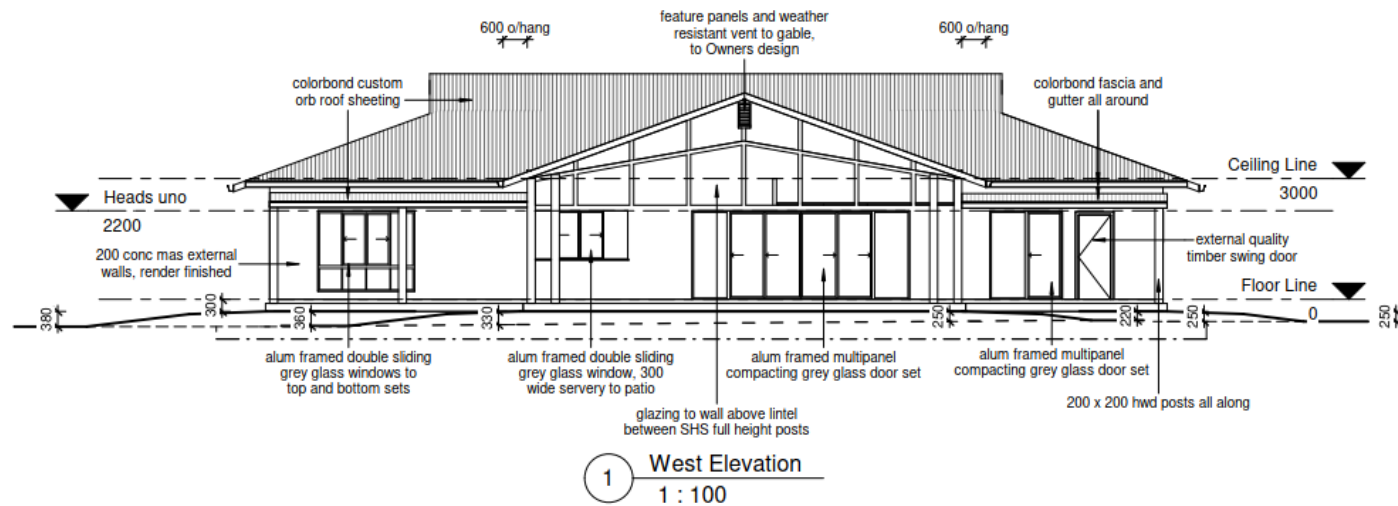 600 o/hang
feature panels and weather
resistant vent to gable,
to Owners design
600 o/hang
colorbond custom
orb roof sheeting
colorbond fascia and
gutter all around
Ceiling Line
3000
Heads uno
2200
200 conc mas external
walls, render finished
external quality
timber swing door
Floor Line
0
380
300
360
330
250
220
250
250
alum framed double sliding
grey glass windows to
top and bottom sets
alum framed double sliding
grey glass window, 300
wide servery to patio
alum framed multipanel
compacting grey glass door set
alum framed multipanel
compacting grey glass door set
glazing to wall above lintel
between SHS full height posts
200 x 200 hwd posts all along
1
West Elevation
1 : 100